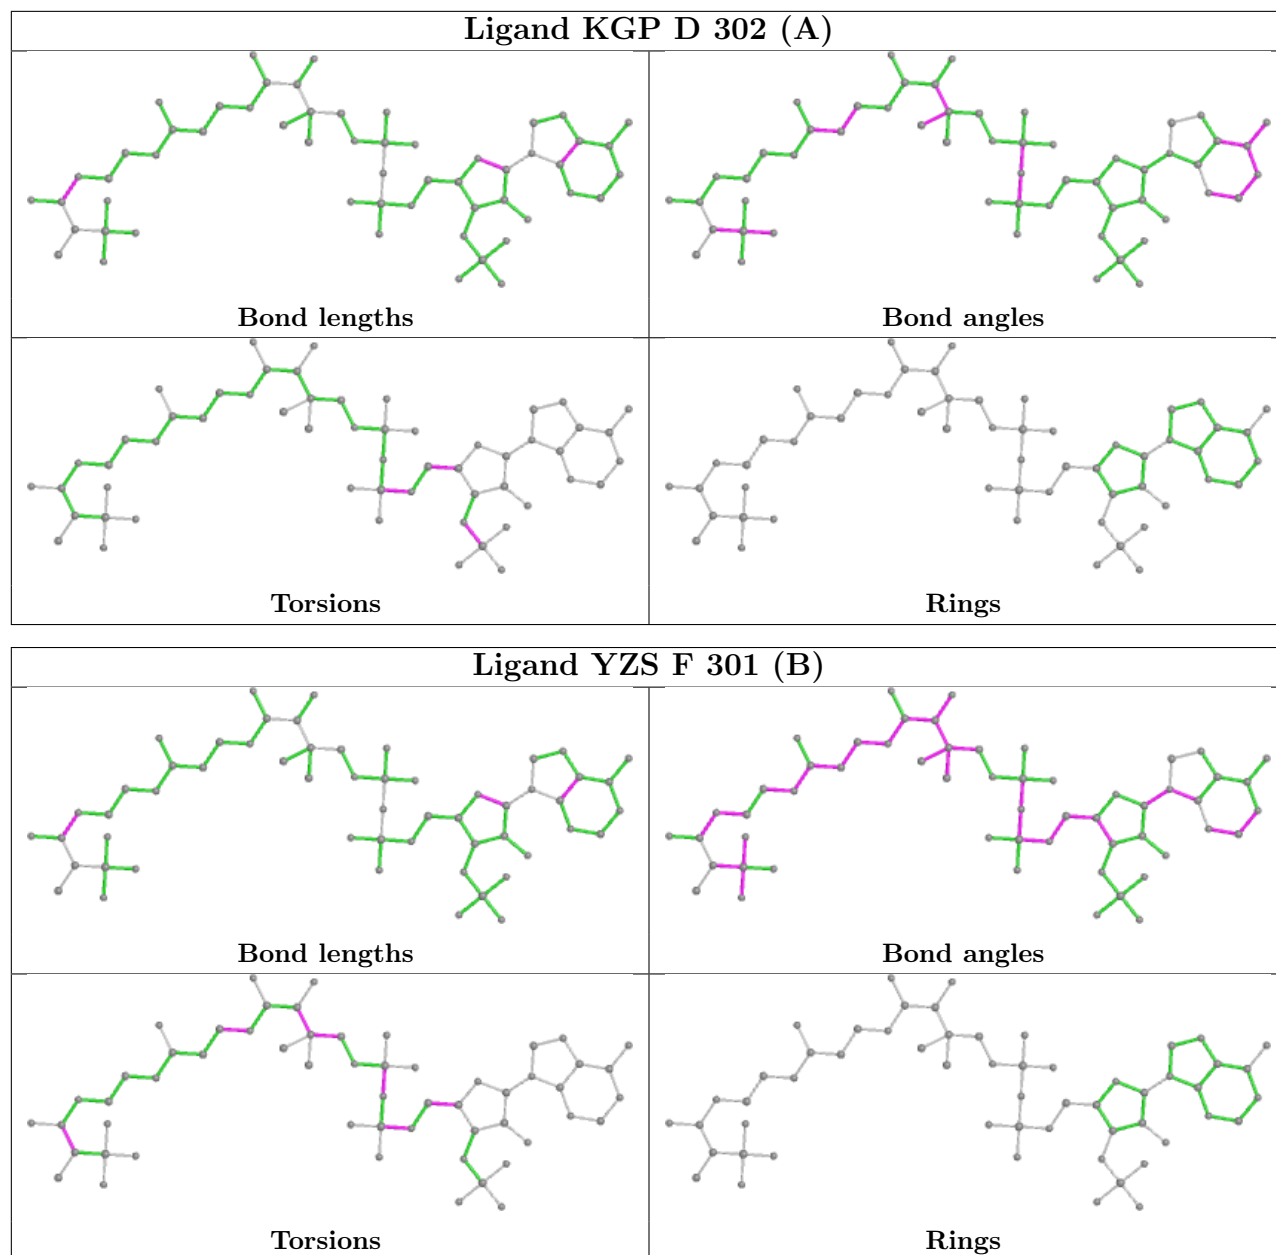 Ligand KGP D 302 (A)
Bond lengths
Bond angles
Torsions
Rings
Ligand YZS F 301 (B)
Bond lengths
Bond angles
Torsions
Rings